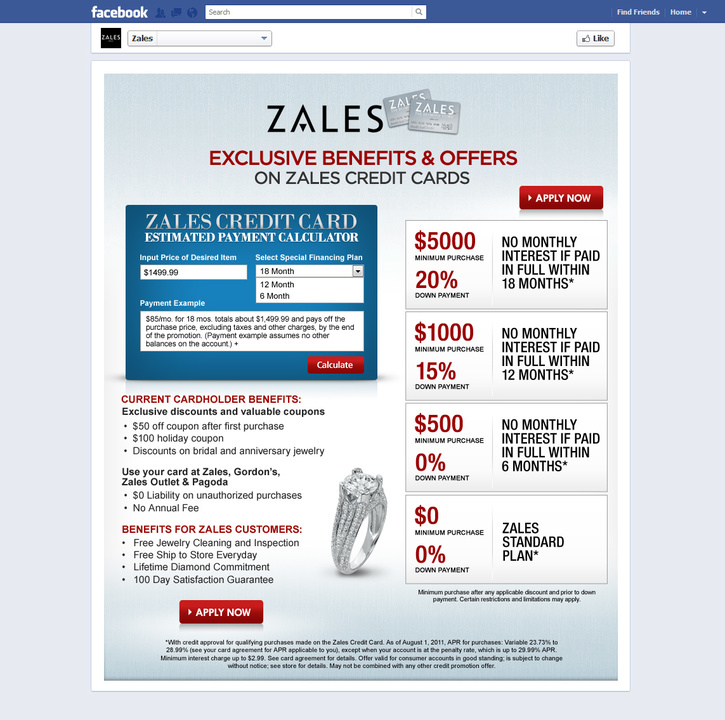 facebook
Search
Find Friends
Home
ZALES
Zales
Like
ZALES
ZALES
ZALES
EXCLUSIVE BENEFITS & OFFERS
ON ZALES CREDIT CARDS
APPLY NOW
ZALES CREDIT CARD
ESTIMATED PAYMENT CALCULATOR
Input Price of Desired Item
Select Special Financing Plan
$1499.99
18 Month
12 Month
6 Month
Payment Example
$85/mo. for 18 mos. totals about $1,499.99 and pays off the
purchase price, excluding taxes and other charges, by the end
of the promotion. (Payment example assumes no other
balances on the account.) +
Calculate
$5000
MINIMUM PURCHASE
20%
DOWN PAYMENT
NO MONTHLY
INTEREST IF PAID
IN FULL WITHIN
18 MONTHS*
$1000
MINIMUM PURCHASE
15%
DOWN PAYMENT
NO MONTHLY
INTEREST IF PAID
IN FULL WITHIN
12 MONTHS*
$500
MINIMUM PURCHASE
0%
DOWN PAYMENT
NO MONTHLY
INTEREST IF PAID
IN FULL WITHIN
6 MONTHS*
$0
MINIMUM PURCHASE
0%
DOWN PAYMENT
ZALES
STANDARD
PLAN*
Minimum purchase after any applicable discount and prior to down
payment. Certain restrictions and limitations may apply.
CURRENT CARDHOLDER BENEFITS:
Exclusive discounts and valuable coupons
• $50 off coupon after first purchase
• $100 holiday coupon
• Discounts on bridal and anniversary jewelry
Use your card at Zales, Gordon's,
Zales Outlet & Pagoda
• $0 Liability on unauthorized purchases
• No Annual Fee
BENEFITS FOR ZALES CUSTOMERS:
• Free Jewelry Cleaning and Inspection
• Free Ship to Store Everyday
• Lifetime Diamond Commitment
• 100 Day Satisfaction Guarantee
APPLY NOW
*With credit approval for qualifying purchases made on the Zales Credit Card. As of August 1, 2011, APR for purchases: Variable 23.73% to
28.99% (see your card agreement for APR applicable to you), except when your account is at the penalty rate, which is up to 29.99% APR.
Minimum interest charge up to $2.99. See card agreement for details. Offer valid for consumer accounts in good standing; is subject to change
without notice; see store for details. May not be combined with any other credit promotion offer.